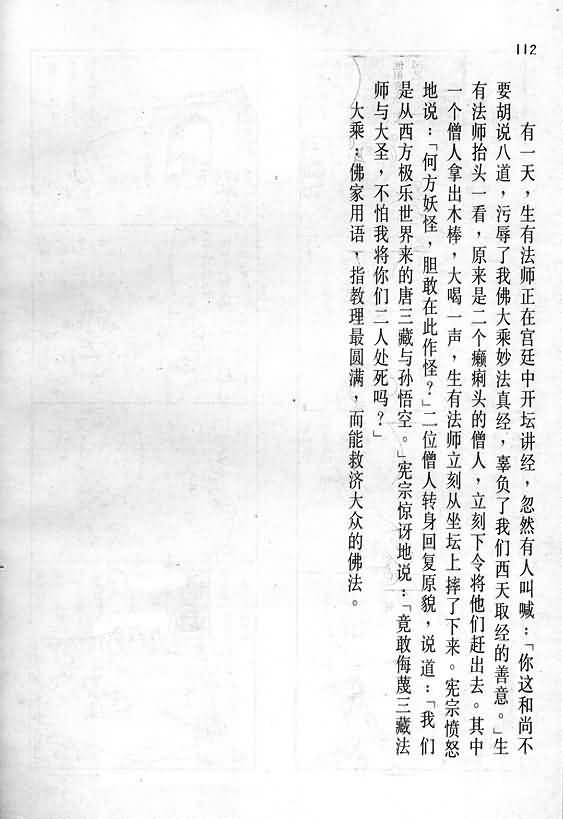 112
有一天，生有法师正在宫廷中开坛讲经，忽然有人叫喊：「你这和尚不
要胡说八道，污辱了我佛大乘妙法真经，辜负了我们西天取经的善意。」生
有法师抬头一看，原来是二个癞痢头的僧人，立刻下令将他们赶出去。其中
一个僧人拿出木棒，大喝一声，生有法师立刻从坐坛上摔了下来。宪宗愤怒
地说：「何方妖怪，胆敢在此作怪？」二位僧人转身回复原貌，说道：「我们
是从西方极乐世界来的唐三藏与孙悟空。」宪宗惊讶地说：「竟敢侮蔑三藏法
师与大圣，不怕我将你们二人处死吗？」
大乘：佛家用语，指教理最圆满，而能救济大众的佛法。